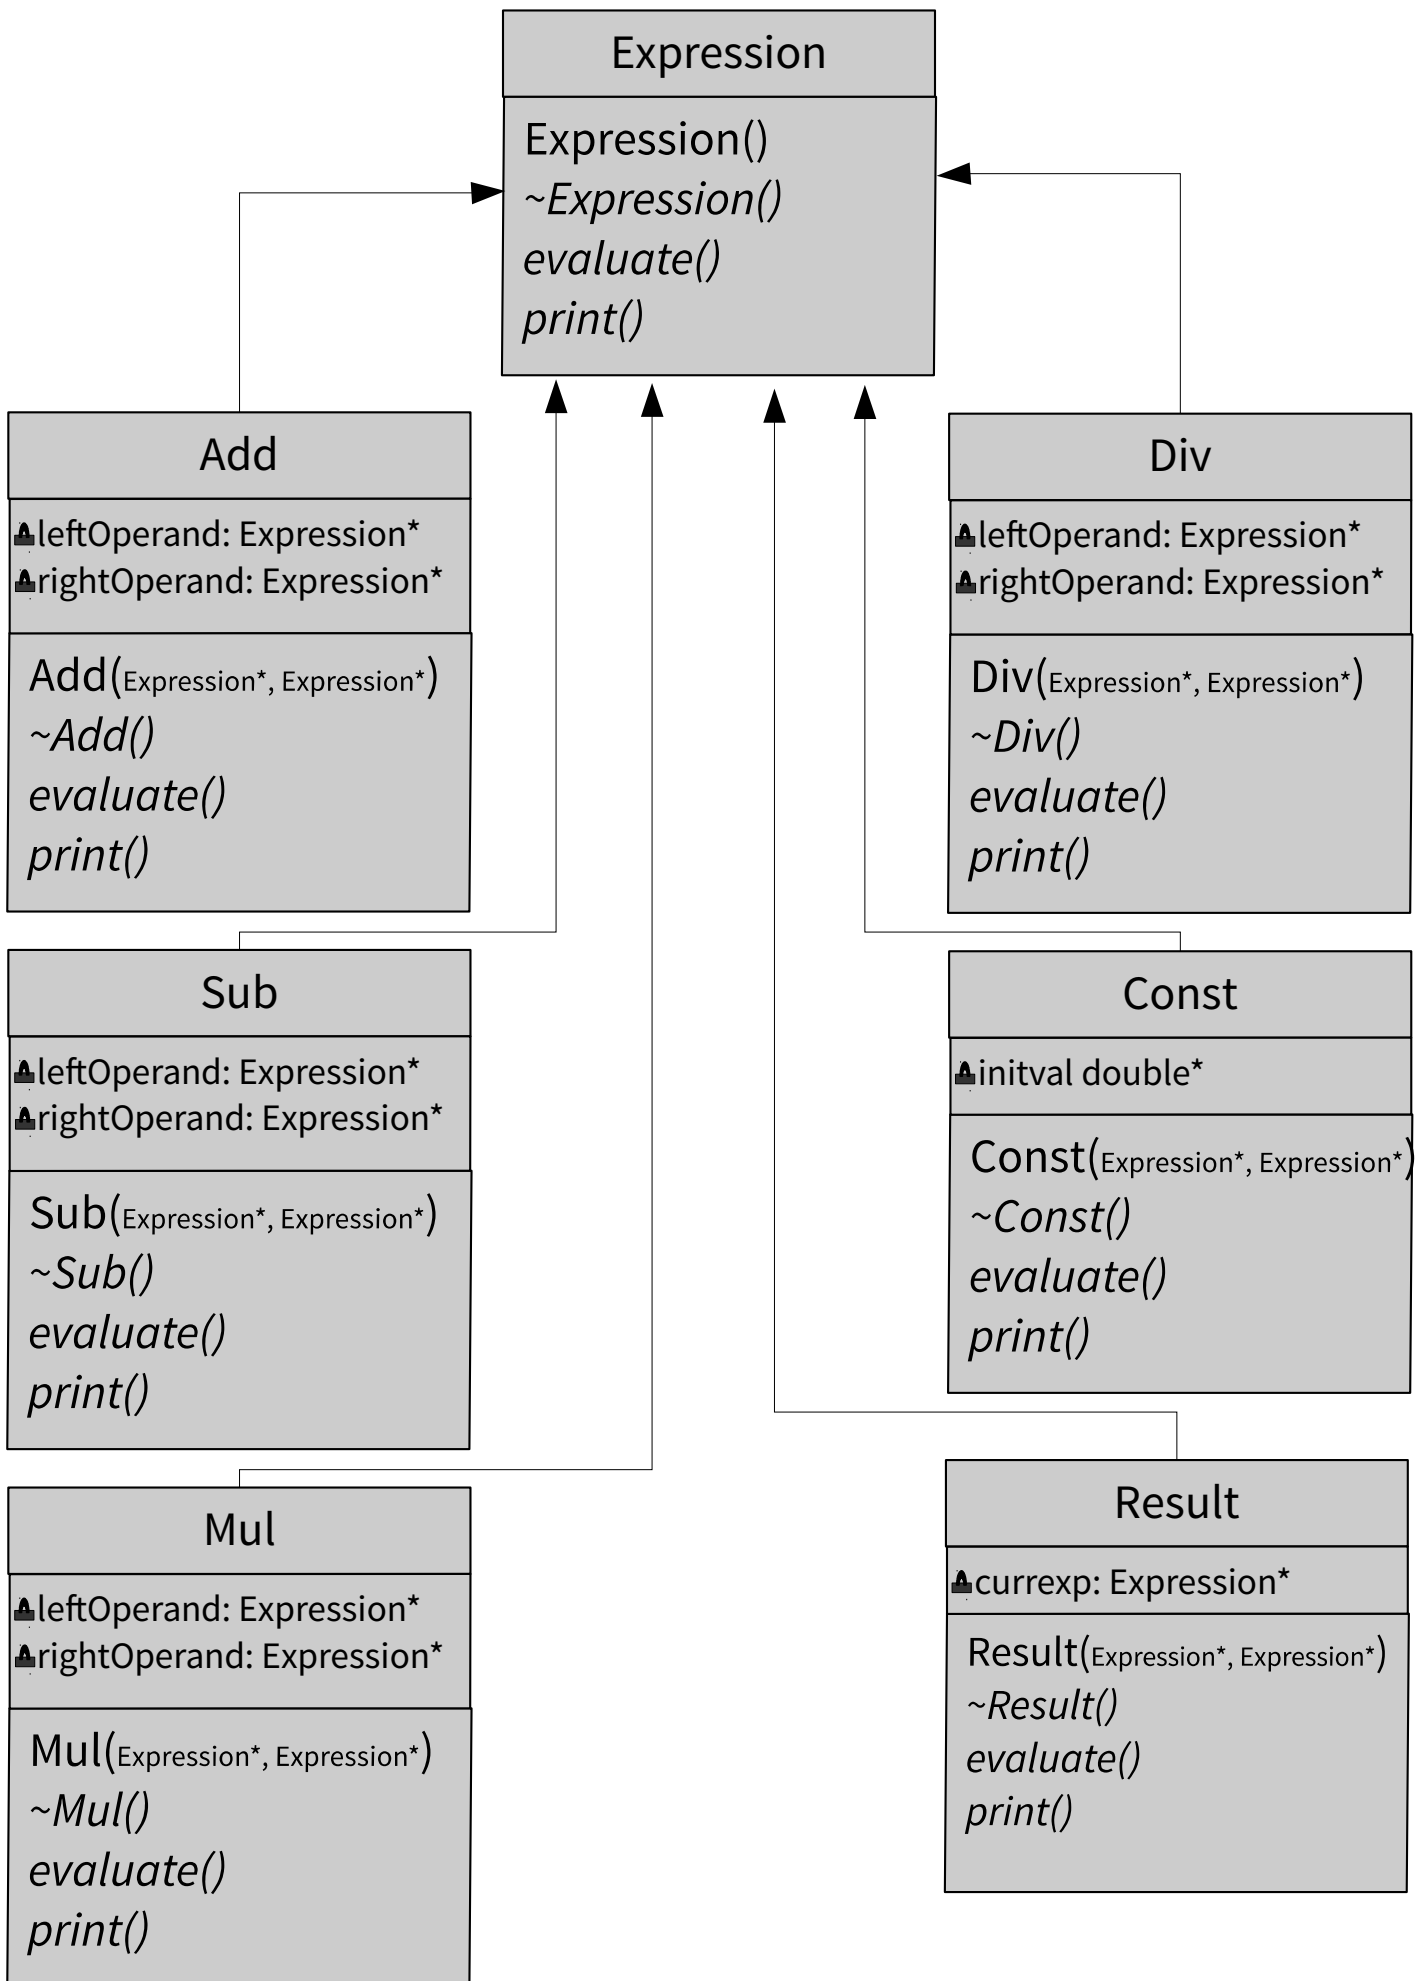 Expression
Expression()
~Expression()
evaluate()
print()
Add
leftOperand: Expression*
rightOperand: Expression*
Add(Expression*, Expression*)
~Add()
evaluate()
print()
Div
leftOperand: Expression*
rightOperand: Expression*
Div(Expression*, Expression*)
~Div()
evaluate()
print()
Sub
leftOperand: Expression*
rightOperand: Expression*
Sub(Expression*, Expression*)
~Sub()
evaluate()
print()
Const
initval double*
Const(Expression*, Expression*)
~Const()
evaluate()
print()
Mul
leftOperand: Expression*
rightOperand: Expression*
Mul(Expression*, Expression*)
~Mul()
evaluate()
print()
Result
currexp: Expression*
Result(Expression*, Expression*)
~Result()
evaluate()
print()